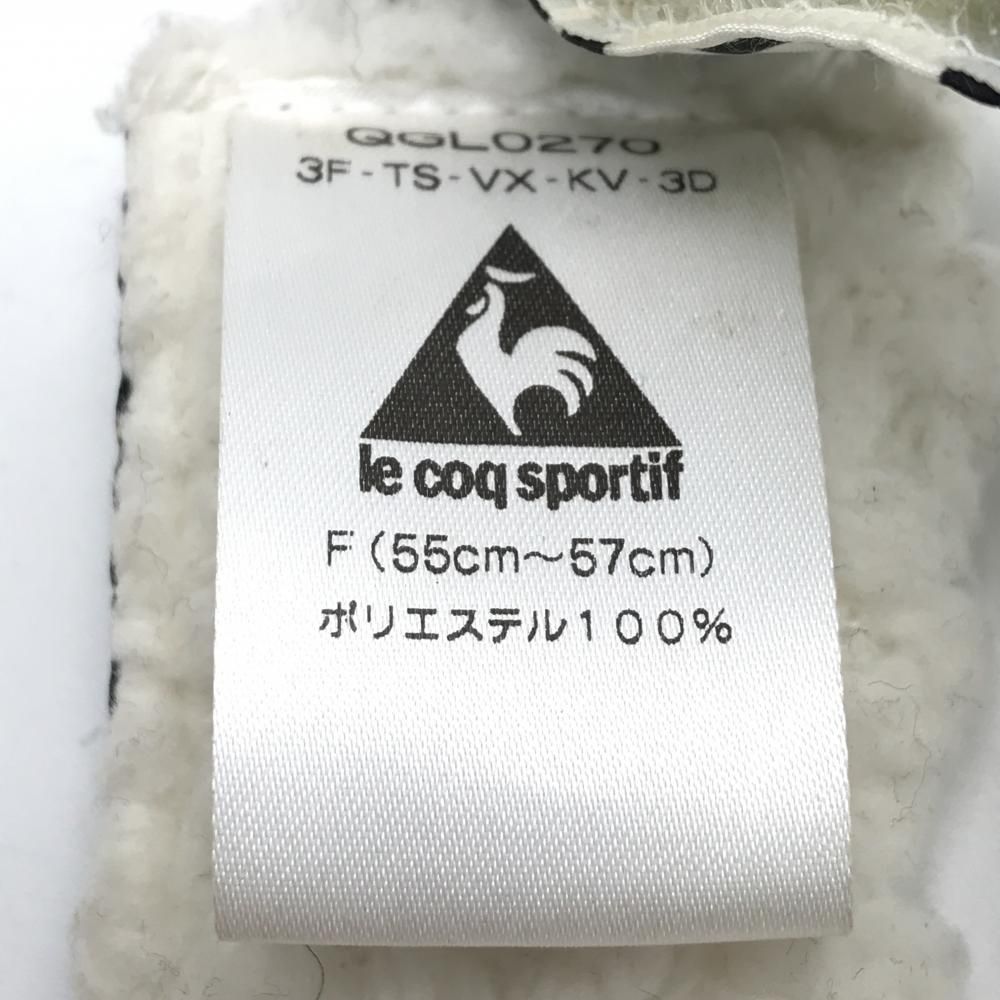 QGL0270
3F-TS-VX-KV-3D
le coq sportif
F(55cm～57cm)
ポリエステル100%